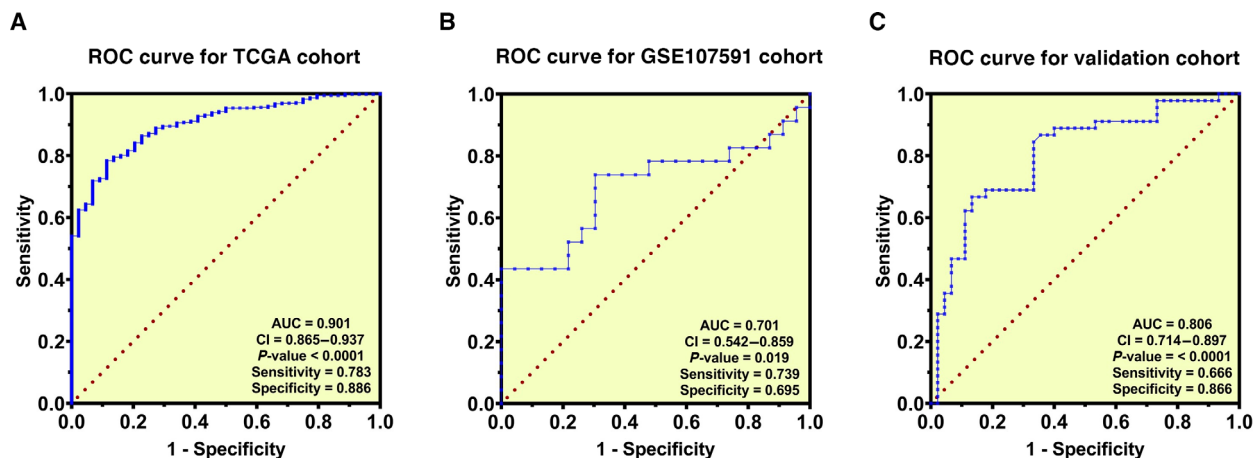 A
ROC curve for TCGA cohort
1.0
0.8
0.6
0.4
0.2
0.0
Sensitivity
AUC = 0.901
CI = 0.865–0.937
P-value < 0.0001
Sensitivity = 0.783
Specificity = 0.886
0.0 0.2 0.4 0.6 0.8 1.0
1 - Specificity
B
ROC curve for GSE107591 cohort
1.0
0.8
0.6
0.4
0.2
0.0
Sensitivity
AUC = 0.701
CI = 0.542–0.859
P-value = 0.019
Sensitivity = 0.739
Specificity = 0.695
0.0 0.2 0.4 0.6 0.8 1.0
1 - Specificity
C
ROC curve for validation cohort
1.0
0.8
0.6
0.4
0.2
0.0
Sensitivity
AUC = 0.806
CI = 0.714–0.897
P-value = < 0.0001
Sensitivity = 0.666
Specificity = 0.866
0.0 0.2 0.4 0.6 0.8 1.0
1 - Specificity